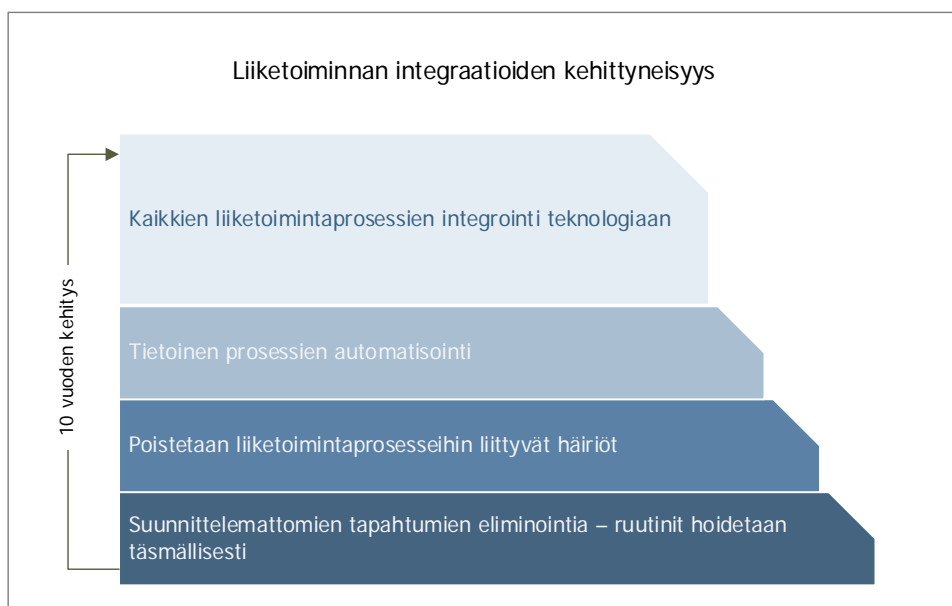 Liiketoiminnan integraatioiden kehittyneisyys
Kaikkien liiketoimintaprosessien integrointi teknologiaan
Tietoinen prosessien automatisointi
Poistetaan liiketoimintaprosesseihin liittyvät häiriöt
Suunnittelemattomien tapahtumien eliminointia – ruutinit hoidetaan
täsmällisesti
10 vuoden kehitys